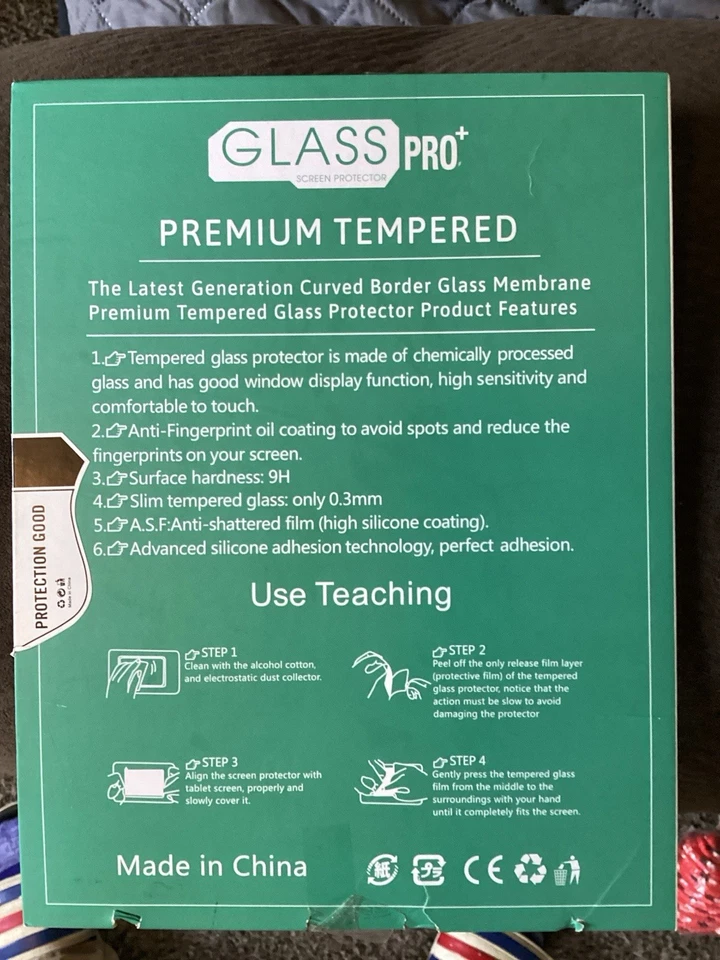 GLASS PRO+
SCREEN PROTECTOR
PREMIUM TEMPERED
The Latest Generation Curved Border Glass Membrane
Premium Tempered Glass Protector Product Features
1.☞Tempered glass protector is made of chemically processed
glass and has good window display function, high sensitivity and
comfortable to touch.
2.☞Anti-Fingerprint oil coating to avoid spots and reduce the
fingerprints on your screen.
3.☞Surface hardness: 9H
4.☞Slim tempered glass: only 0.3mm
5.☞A.S.F:Anti-shattered film (high silicone coating).
6.☞Advanced silicone adhesion technology, perfect adhesion.
PROTECTION GOOD
Made in China
Use Teaching
☞STEP 1
Clean with the alcohol cotton,
and electrostatic dust collector.
☞STEP 2
Peel off the only release film layer
(protective film) of the tempered
glass protector, notice that the
action must be slow to avoid
damaging the protector
☞STEP 3
Align the screen protector with
tablet screen, properly and
slowly cover it.
☞STEP 4
Gently press the tempered glass
film from the middle to the
surroundings with your hand
until it completely fits the screen.
Made in China
紙 プラ CE